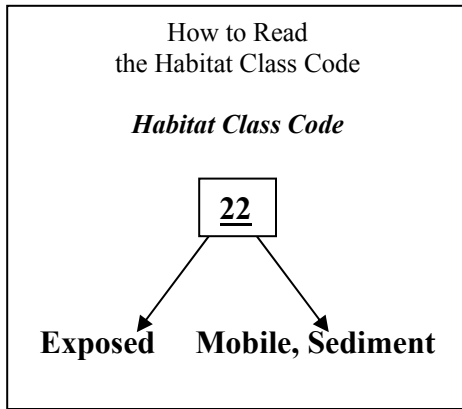 How to Read
the Habitat Class Code
Habitat Class Code
22
Exposed Mobile, Sediment